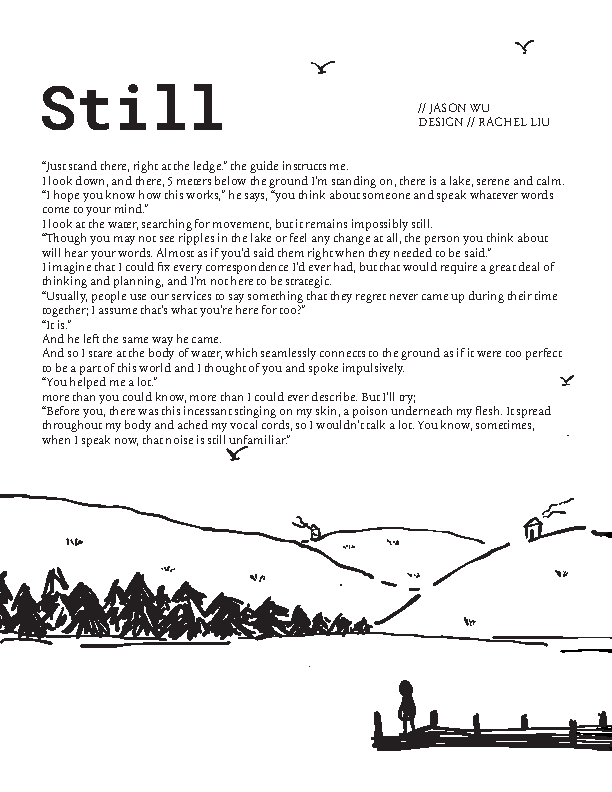 Still
// JASON WU
DESIGN // RACHEL LIU
“Just stand there, right at the ledge.” the guide instructs me.
I look down, and there, 5 meters below the ground I’m standing on, there is a lake, serene and calm.
“I hope you know how this works,” he says, “you think about someone and speak whatever words
come to your mind.”
I look at the water, searching for movement, but it remains impossibly still.
“Though you may not see ripples in the lake or feel any change at all, the person you think about
will hear your words. Almost as if you’d said them right when they needed to be said.”
I imagine that I could fix every correspondence I’d ever had, but that would require a great deal of
thinking and planning, and I’m not here to be strategic.
“Usually, people use our services to say something that they regret never came up during their time
together; I assume that’s what you’re here for too?”
“It is.”
And he left the same way he came.
And so I stare at the body of water, which seamlessly connects to the ground as if it were too perfect
to be a part of this world and I thought of you and spoke impulsively.
“You helped me a lot.”
more than you could know, more than I could ever describe. But I’ll try;
“Before you, there was this incessant stinging on my skin, a poison underneath my flesh. It spread
throughout my body and ached my vocal cords, so I wouldn’t talk a lot. You know, sometimes,
when I speak now, that noise is still unfamiliar.”